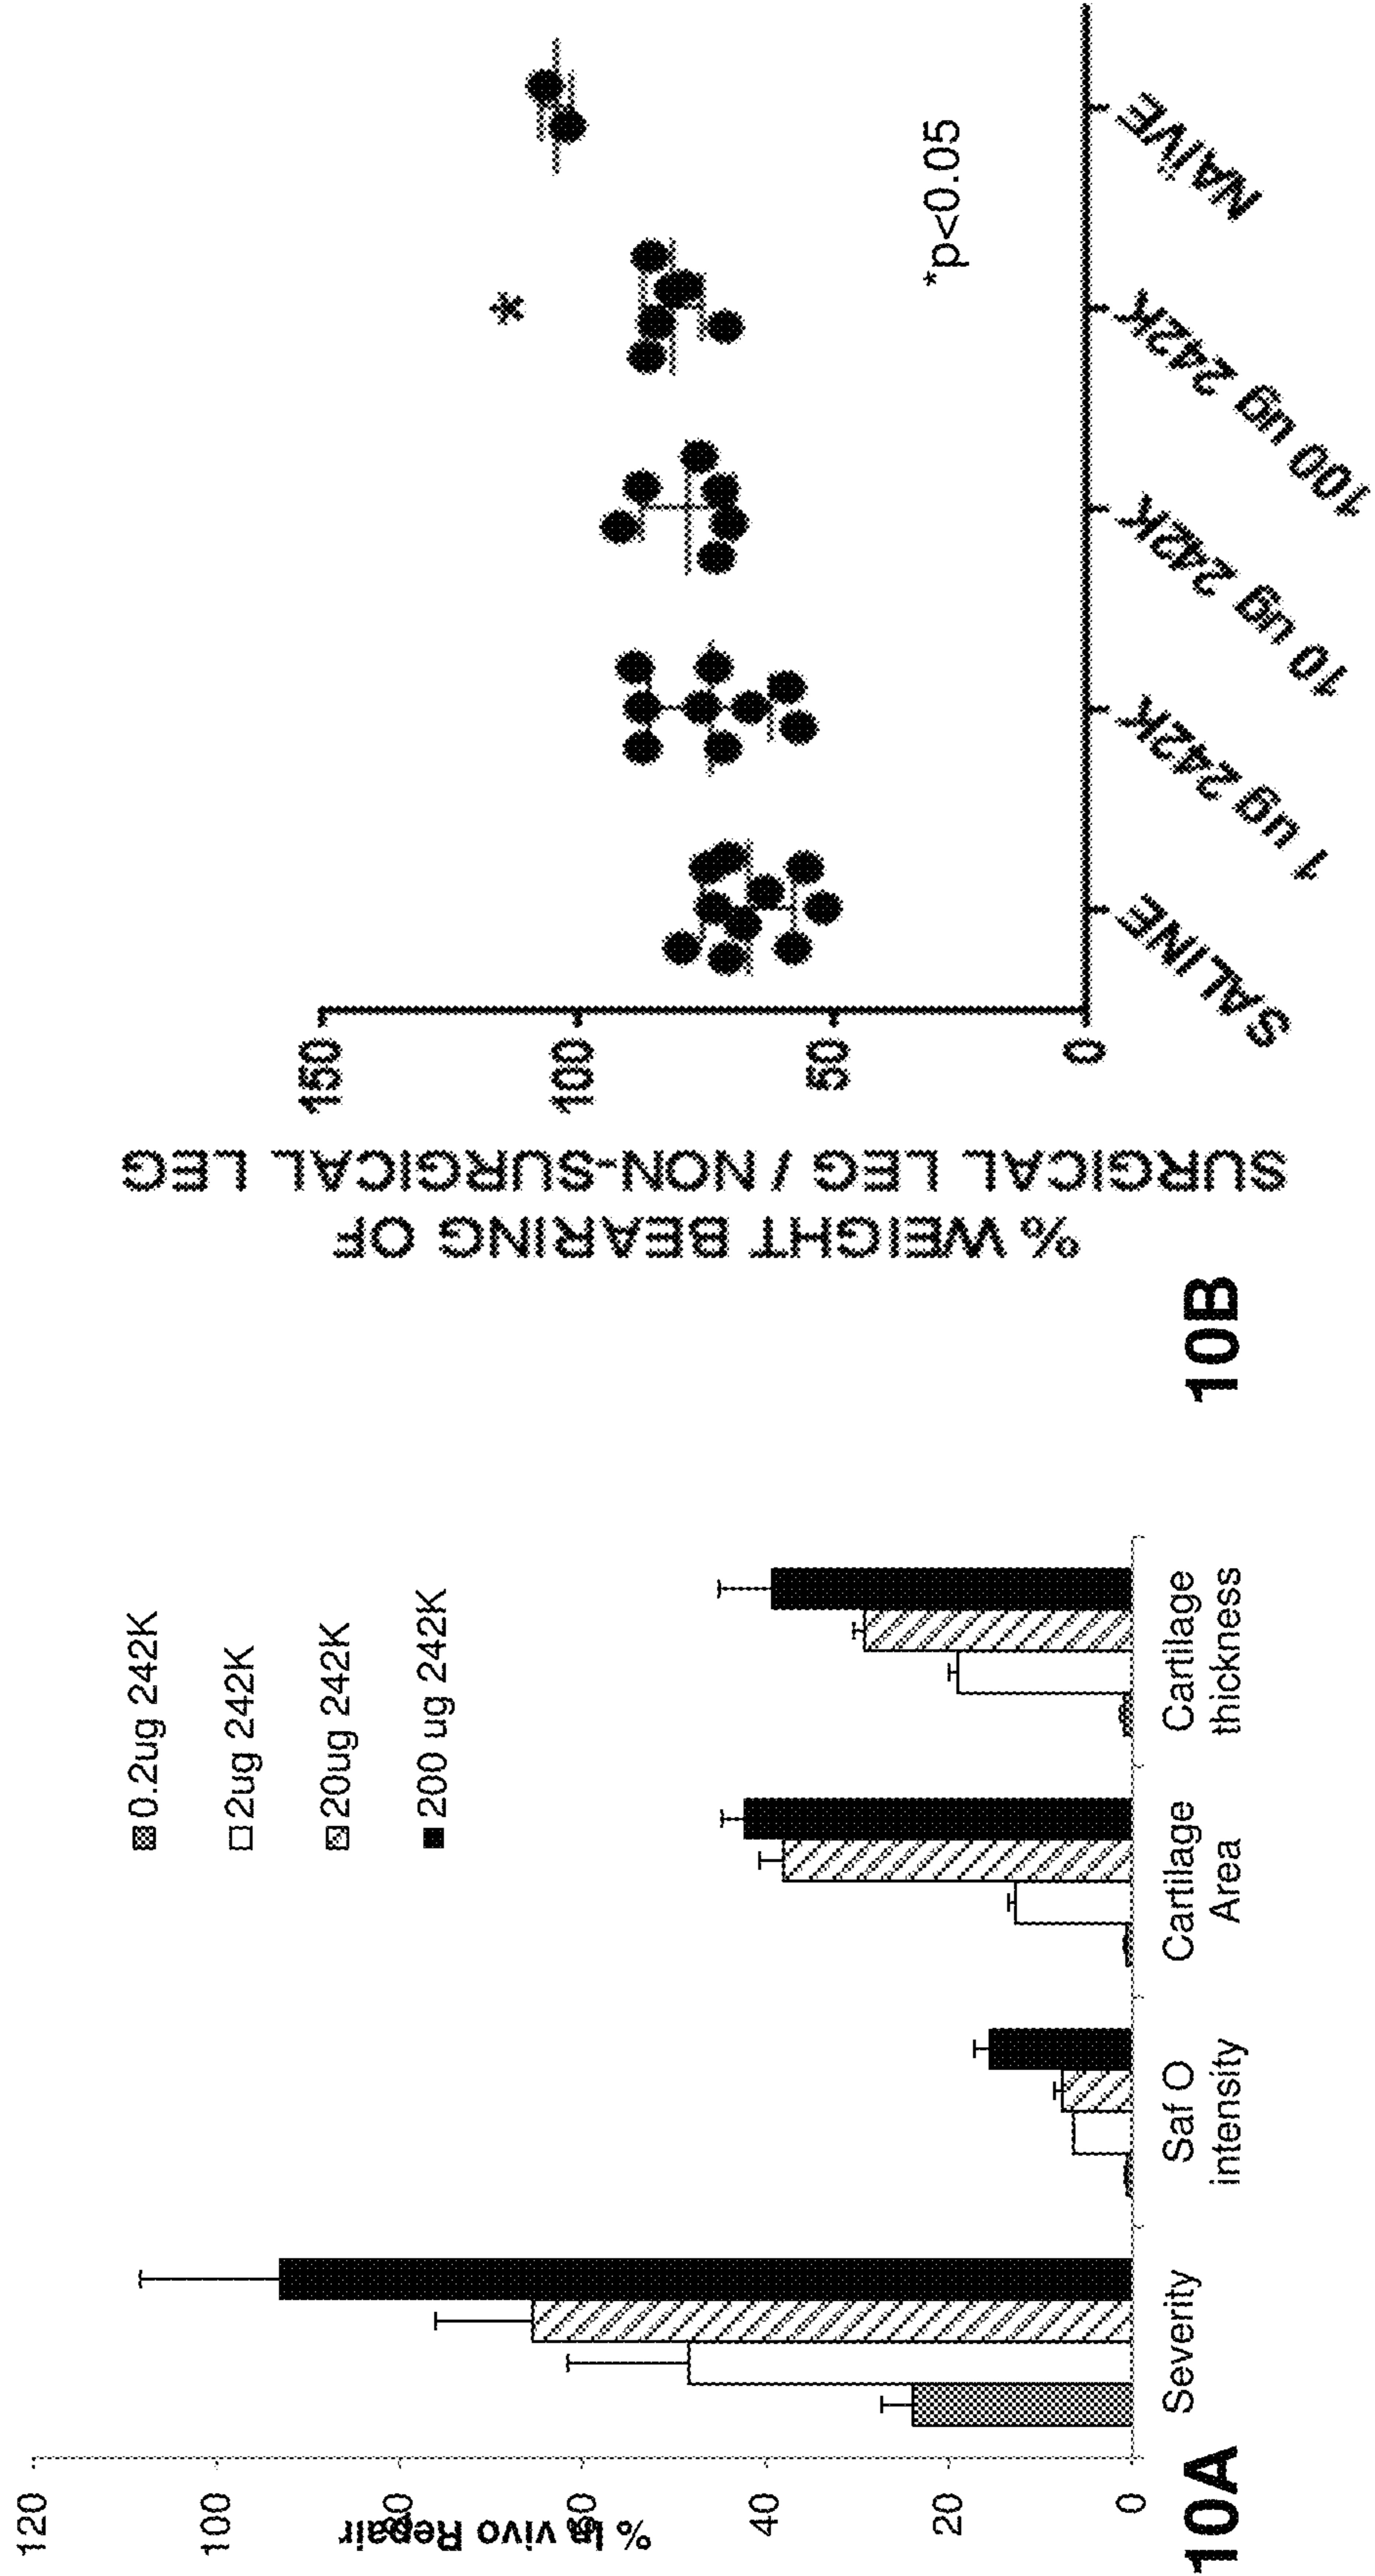 120
100
80
60
40
20
0
% In vivo Repair
0.2ug 242K
2ug 242K
20ug 242K
200 ug 242K
Severity
Saf O
intensity
Cartilage
Area
Cartilage
thickness
10A
% WEIGHT BEARING OF
SURGICAL LEG / NON-SURGICAL LEG
150
100
50
0
*
*p<0.05
SALINE
1 ug 242K
10 ug 242K
100 ug 242K
NAÏVE
10B